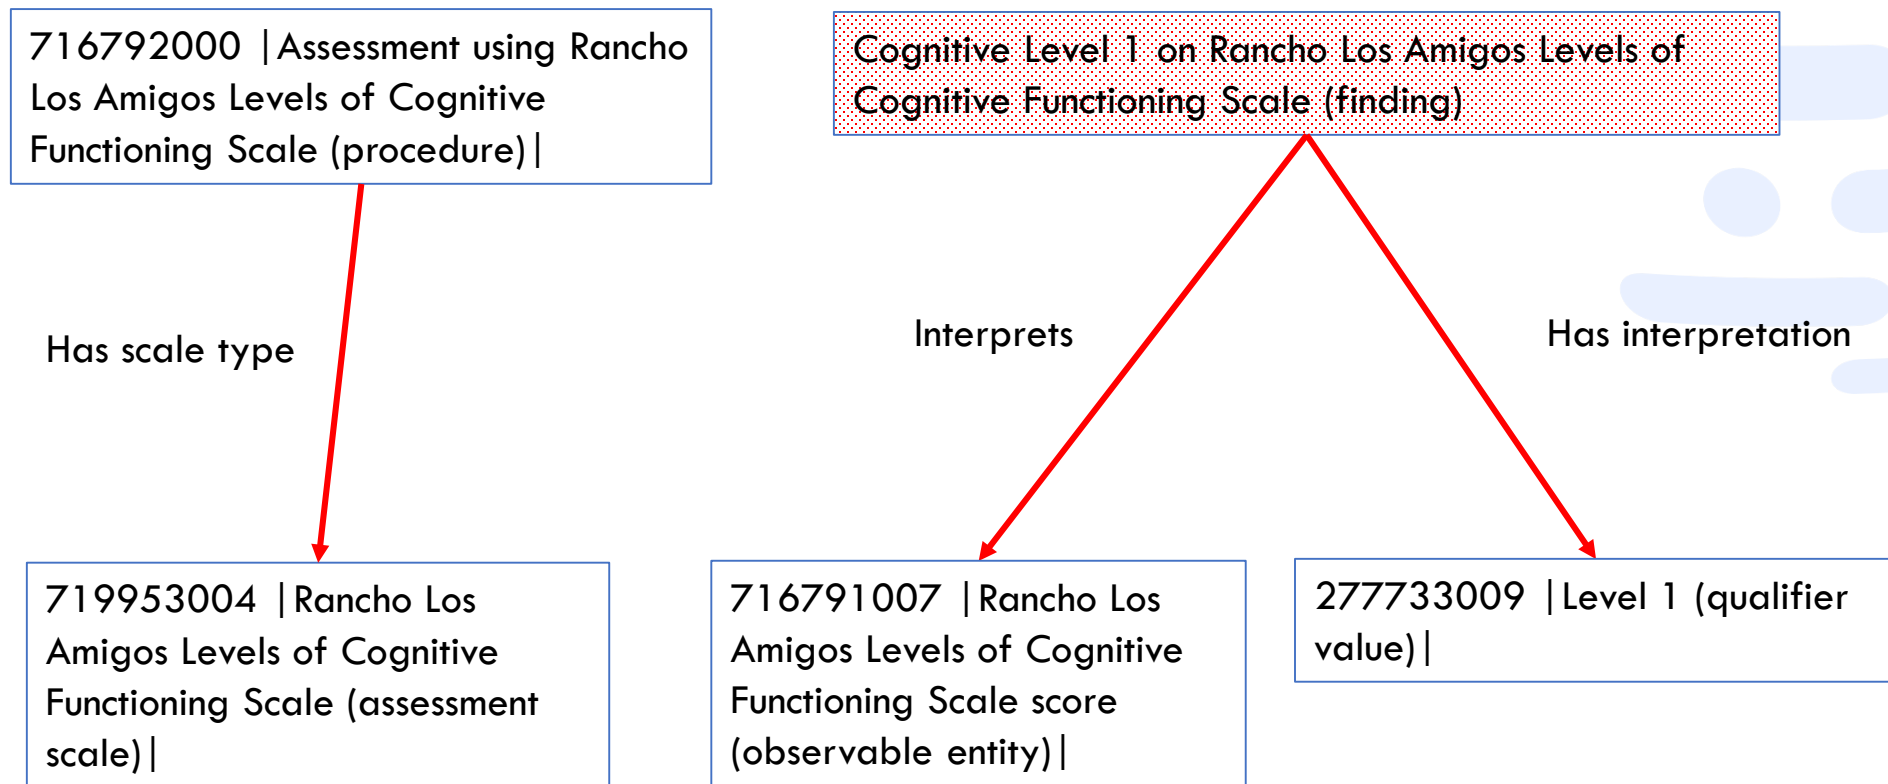 716792000 |Assessment using Rancho
Los Amigos Levels of Cognitive
Functioning Scale (procedure)|
Cognitive Level 1 on Rancho Los Amigos Levels of
Cognitive Functioning Scale (finding)
Has scale type
Interprets
Has interpretation
719953004 |Rancho Los
Amigos Levels of Cognitive
Functioning Scale (assessment
scale)|
716791007 |Rancho Los
Amigos Levels of Cognitive
Functioning Scale score
(observable entity)|
277733009 |Level 1 (qualifier
value)|